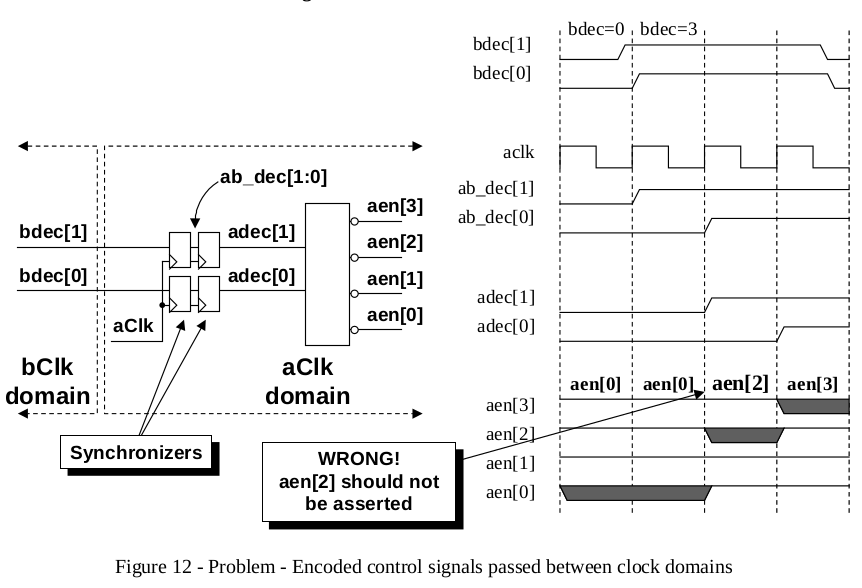 bdec=0 bdec=3
bdec[1]
bdec[0]
aclk
ab_dec[1]
ab_dec[0]
adec[1]
adec[0]
aen[0] aen[0] aen[2] aen[3]
aen[3]
aen[2]
aen[1]
aen[0]
ab_dec[1:0]
bdec[1]
bdec[0]
adec[1]
adec[0]
aen[3]
aen[2]
aen[1]
aen[0]
aClk
bClk
domain
aClk
domain
Synchronizers
WRONG!
aen[2] should not
be asserted
Figure 12 - Problem - Encoded control signals passed between clock domains